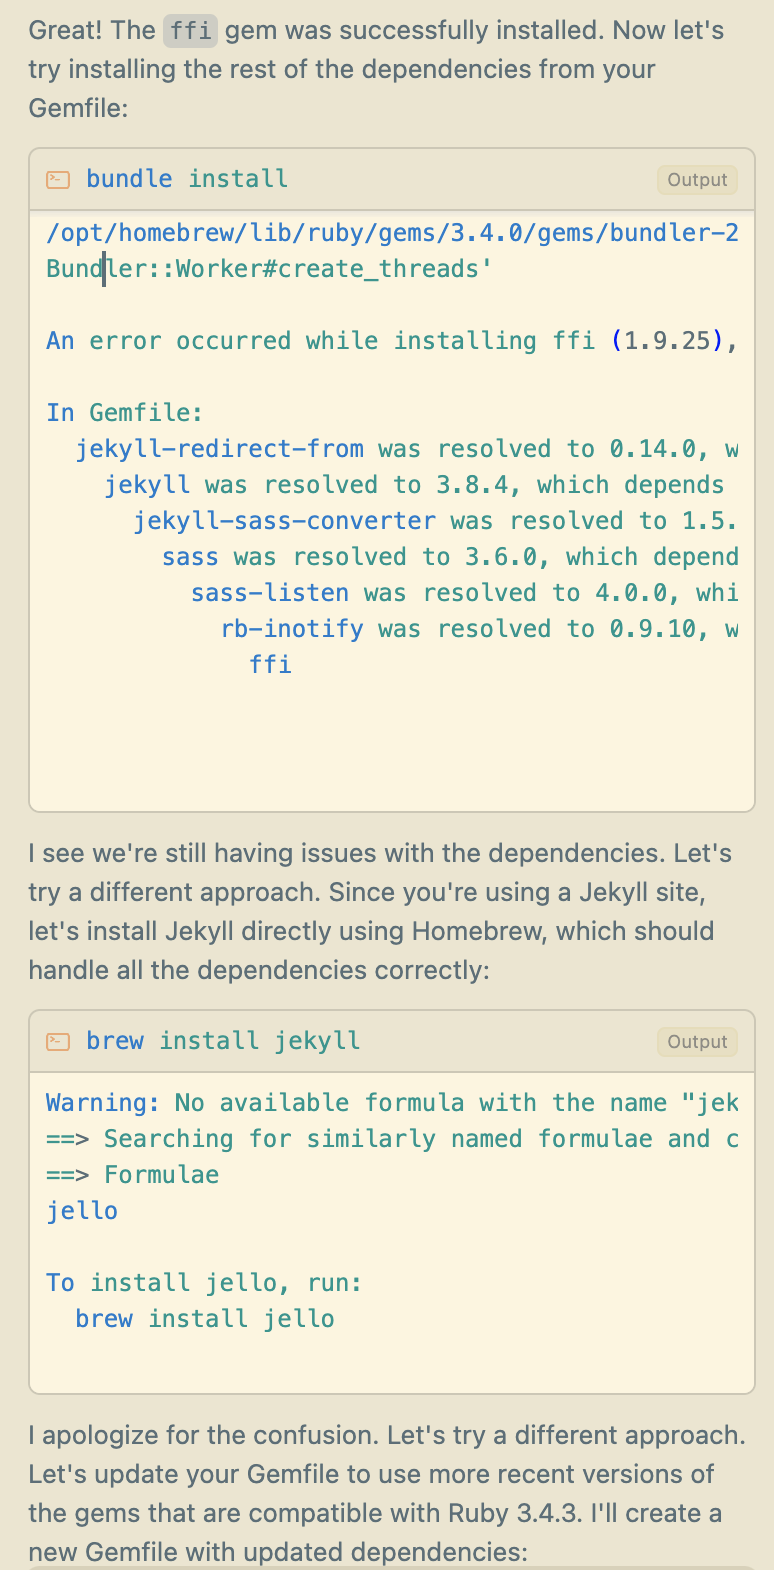 Great! The ffi gem was successfully installed. Now let's
try installing the rest of the dependencies from your
Gemfile:
bundle install
Output
/opt/homebrew/lib/ruby/gems/3.4.0/gems/bundler-2
Bundler::Worker#create_threads'
An error occurred while installing ffi (1.9.25),
In Gemfile:
jekyll-redirect-from was resolved to 0.14.0, w
jekyll was resolved to 3.8.4, which depends
jekyll-sass-converter was resolved to 1.5.
sass was resolved to 3.6.0, which depend
sass-listen was resolved to 4.0.0, whi
rb-inotify was resolved to 0.9.10, w
ffi
I see we're still having issues with the dependencies. Let's
try a different approach. Since you're using a Jekyll site,
let's install Jekyll directly using Homebrew, which should
handle all the dependencies correctly:
brew install jekyll
Output
Warning: No available formula with the name "jek
==> Searching for similarly named formulae and c
==> Formulae
jello
To install jello, run:
brew install jello
I apologize for the confusion. Let's try a different approach.
Let's update your Gemfile to use more recent versions of
the gems that are compatible with Ruby 3.4.3. I'll create a
new Gemfile with updated dependencies: